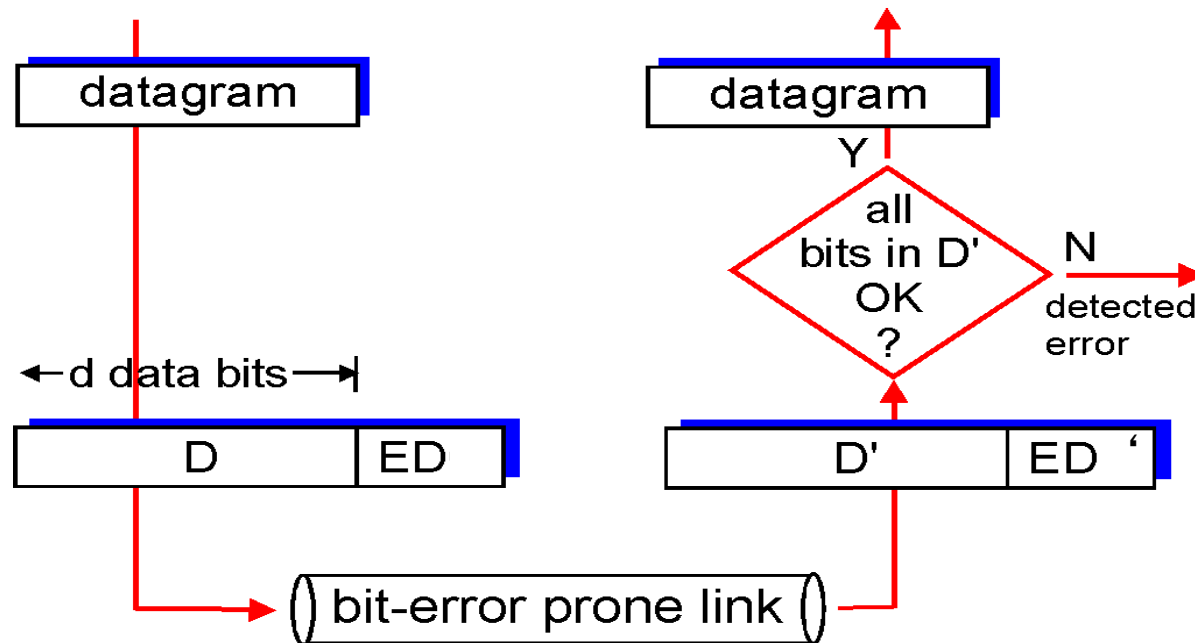 datagram
d data bits
D ED
bit-error prone link
datagram
Y
all
bits in D'
OK
?
N
detected
error
D' ED ‘